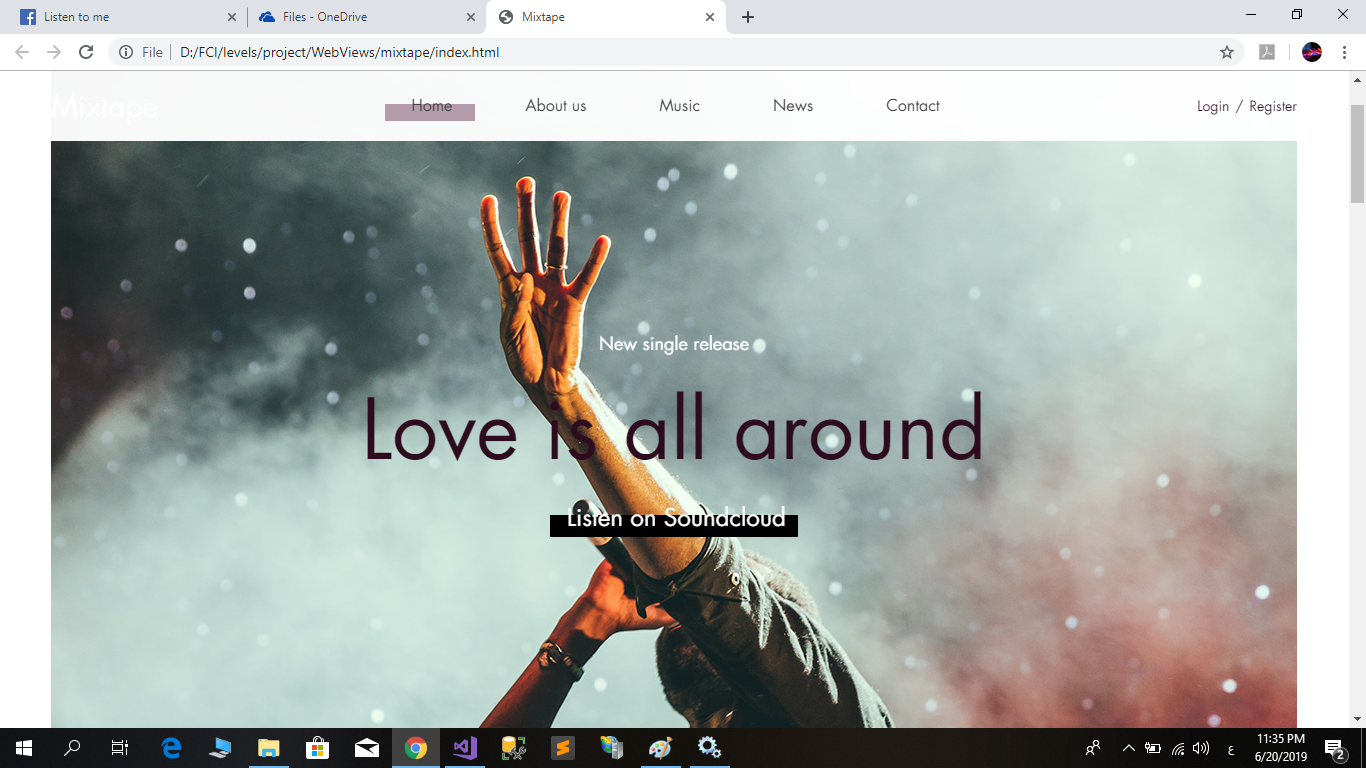 Listen to me
Files - OneDrive
Mixtape
File
D:/FCI/levels/project/WebViews/mixtape/index.html
Mixtape
Home
About us
Music
News
Contact
Login / Register
New single release
Love is all around
Listen on Soundcloud
ع
11:35 PM
6/20/2019
2